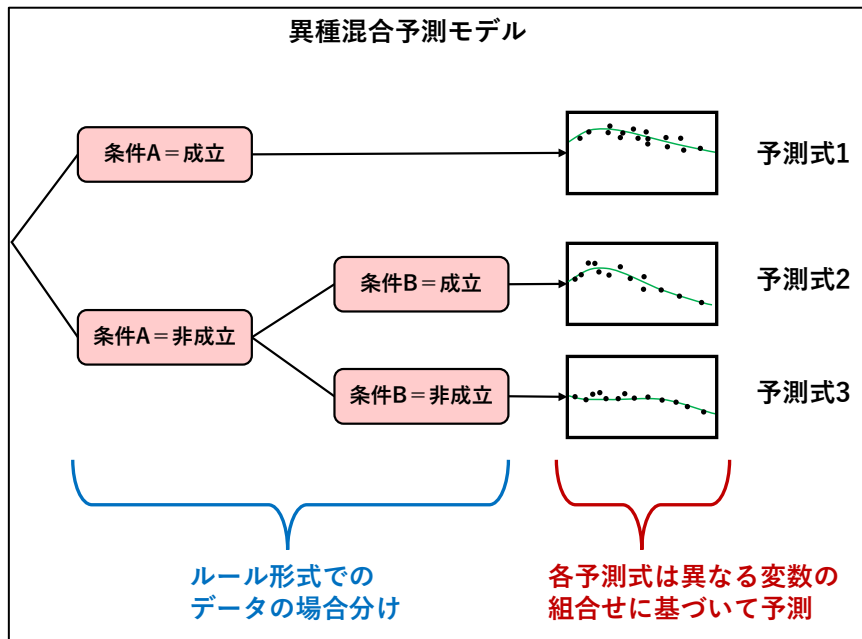 異種混合予測モデル
条件A＝成立
予測式1
条件B＝成立
予測式2
条件A＝非成立
条件B＝非成立
予測式3
ルール形式での
データの場合分け
各予測式は異なる変数の
組合せに基づいて予測